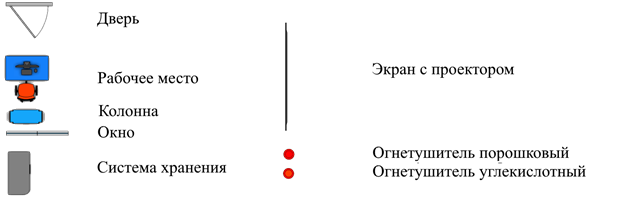 Дверь
Рабочее место
Колонна
Окно
Система хранения
Экран с проектором
Огнетушитель порошковый
Огнетушитель углекислотный